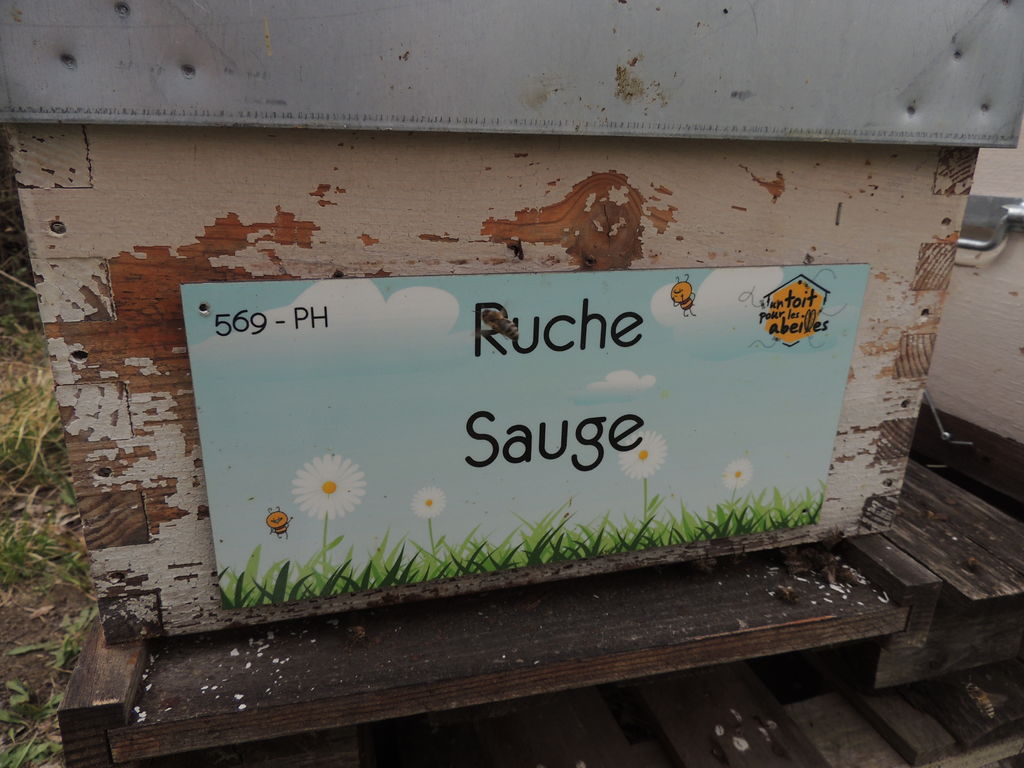 569 - PH
Ruche
Sauge
un toit
pour les
abeilles